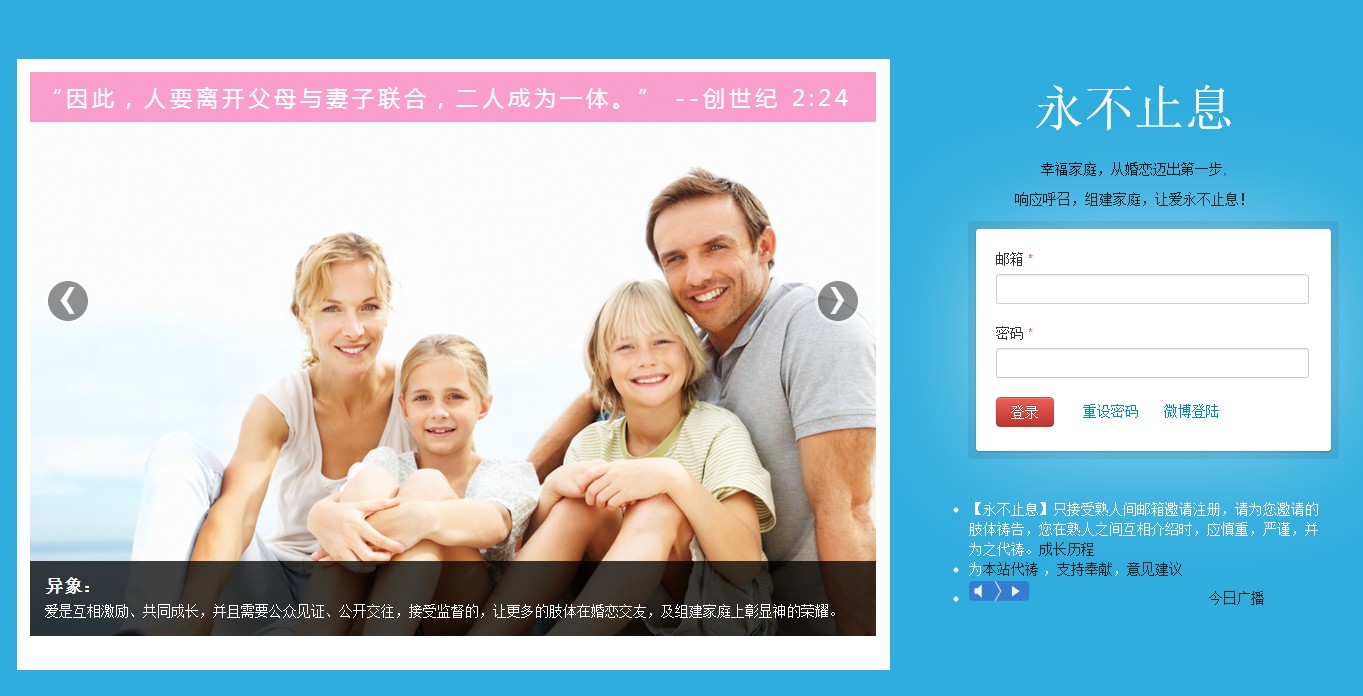 “因此，人要离开父母与妻子联合，二人成为一体。” --创世纪 2:24
异象：
爱是互相激励、共同成长，并且需要公众见证、公开交往，接受监督的，让更多的肢体在婚恋交友，及组建家庭上彰显神的荣耀。
永不止息
幸福家庭，从婚恋迈出第一步，
响应呼召，组建家庭，让爱永不止息！
邮箱 *
密码 *
登录 重设密码 微博登陆
【永不止息】只接受熟人间邮箱邀请注册，请为您邀请的
肢体祷告，您在熟人之间互相介绍时，应慎重，严谨，并
为之代祷。成长历程
为本站代祷 ，支持奉献，意见建议
今日广播